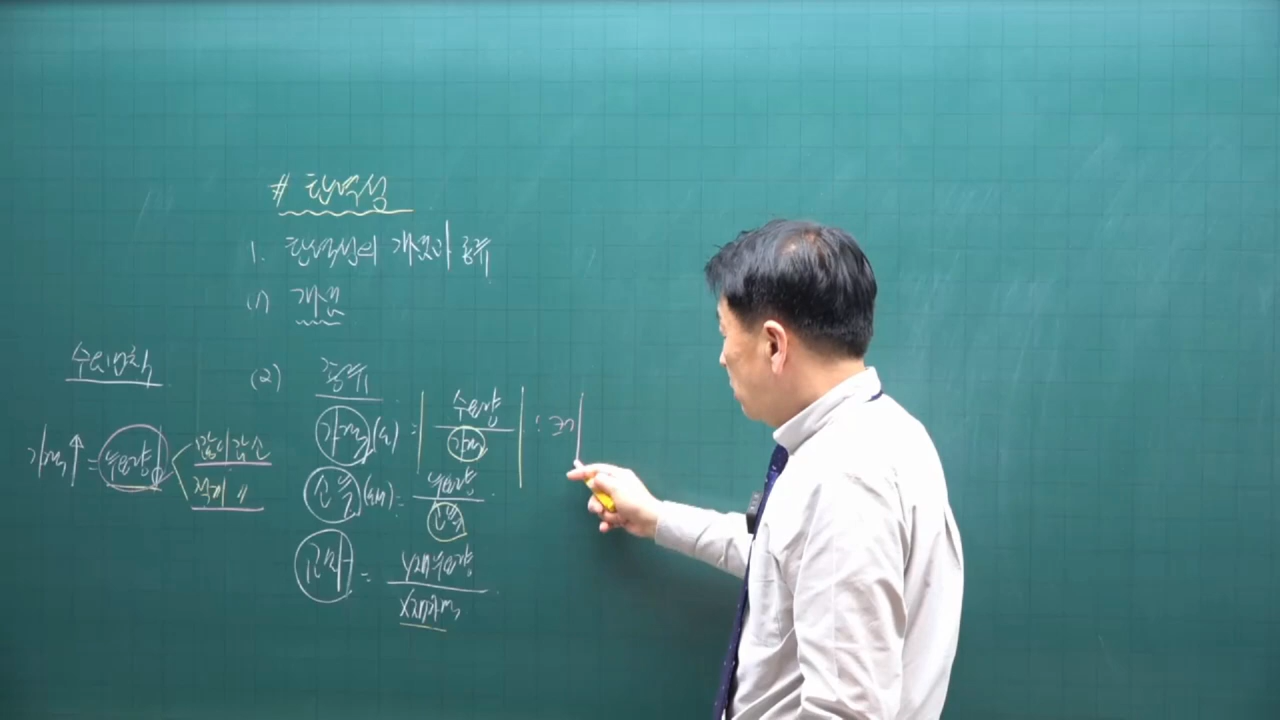 # 탄력성
1. 탄력성의 개념과 종류
(1) 개념
수요법칙
(2) 종류
가격↑ = 수요량↓
많이 감소
적게 〃
가격(
= | 수요량
가격 | :
소득(
= 수요량
소득
교차 = Y재수요량
X재가격